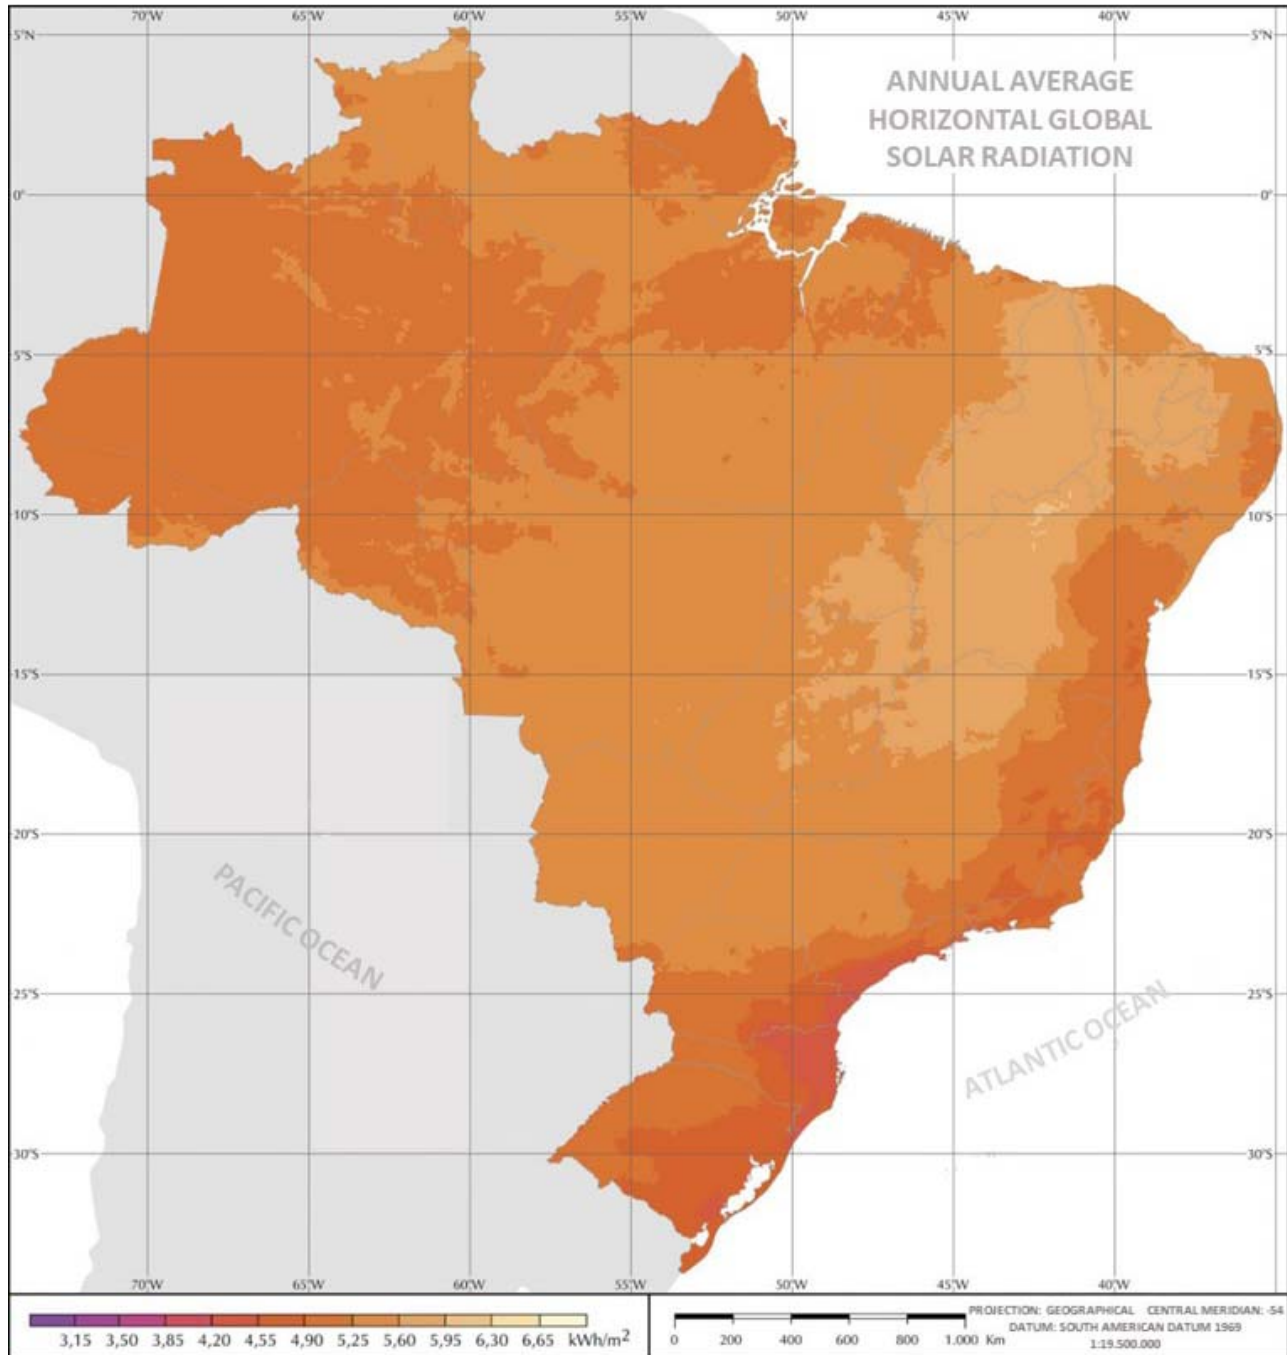 70°W 65°W 60°W 55°W 50°W 45°W 40°W
5°N 5°N
ANNUAL AVERAGE
HORIZONTAL GLOBAL
SOLAR RADIATION
0° 0°
5°S 5°S
10°S 10°S
15°S 15°S
20°S 20°S
PACIFIC OCEAN
25°S 25°S
ATLANTIC OCEAN
30°S 30°S
70°W 65°W 60°W 55°W 50°W 45°W 40°W
3,15 3,50 3,85 4,20 4,55 4,90 5,25 5,60 5,95 6,30 6,65 kWh/m²
0 200 400 600 800 1.000 Km
PROJECTION: GEOGRAPHICAL CENTRAL MERIDIAN: -54
DATUM: SOUTH AMERICAN DATUM 1969
1:19.500.000